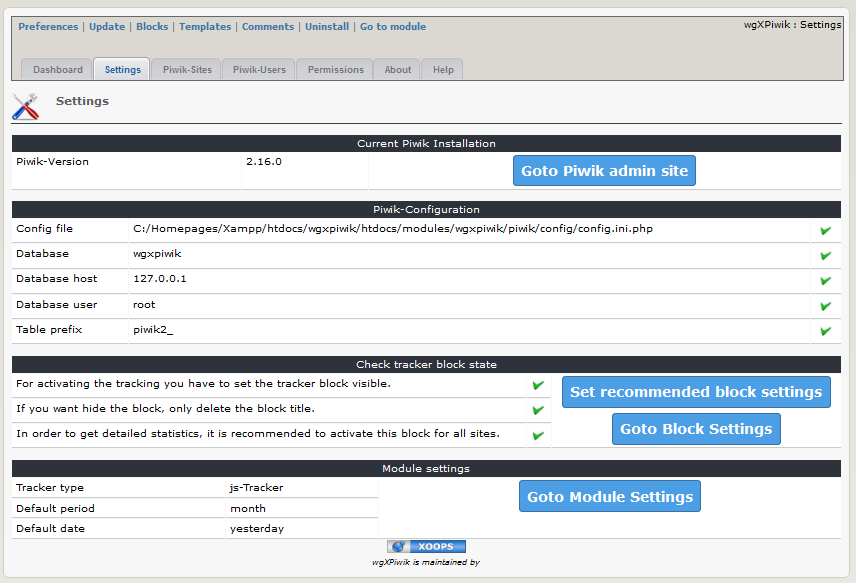 Preferences | Update | Blocks | Templates | Comments | Uninstall | Go to module
wgXPiwik : Settings
Dashboard Settings Piwik-Sites Piwik-Users Permissions About Help
Settings
Current Piwik Installation
Piwik-Version 2.16.0 Goto Piwik admin site
Piwik-Configuration
Config file C:/Homepages/Xampp/htdocs/wgxpiwik/htdocs/modules/wgxpiwik/piwik/config/config.ini.php
Database wgxpiwik
Database host 127.0.0.1
Database user root
Table prefix piwik2_
Check tracker block state
For activating the tracking you have to set the tracker block visible.
If you want hide the block, only delete the block title.
In order to get detailed statistics, it is recommended to activate this block for all sites.
Set recommended block settings
Goto Block Settings
Module settings
Tracker type js-Tracker
Default period month
Default date yesterday
Goto Module Settings
XOOPS
wgXPiwik is maintained by